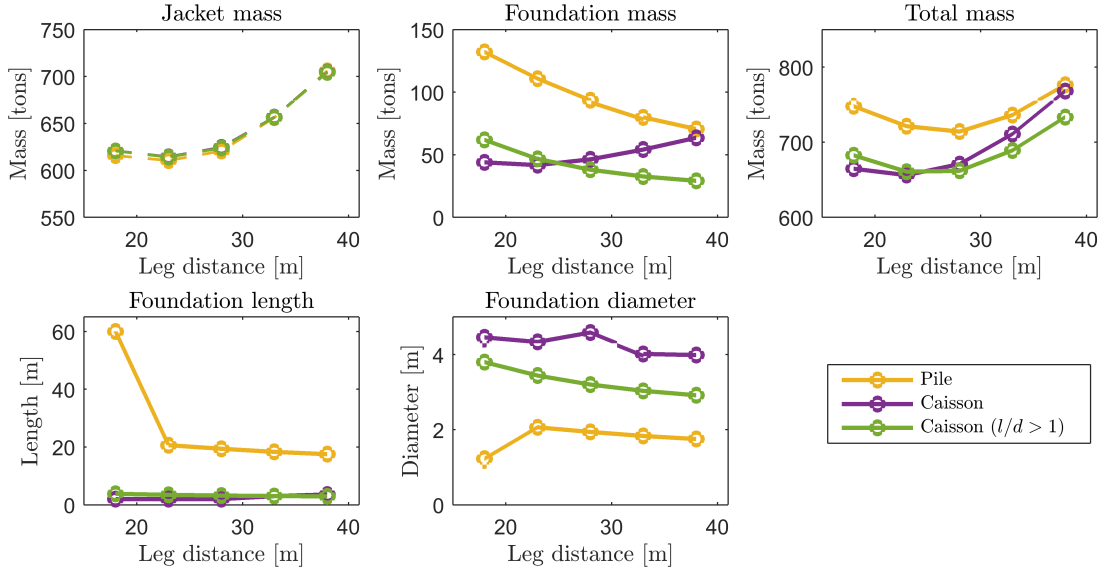 Jacket mass
750
700
650
600
550
Mass [tons]
20
30
40
Leg distance [m]
Foundation mass
150
100
50
0
Mass [tons]
20
30
40
Leg distance [m]
Total mass
800
700
600
Mass [tons]
20
30
40
Leg distance [m]
Foundation length
60
40
20
0
Length [m]
20
30
40
Leg distance [m]
Foundation diameter
4
2
0
Diameter [m]
20
30
40
Leg distance [m]
Pile
Caisson
Caisson (l/d > 1)